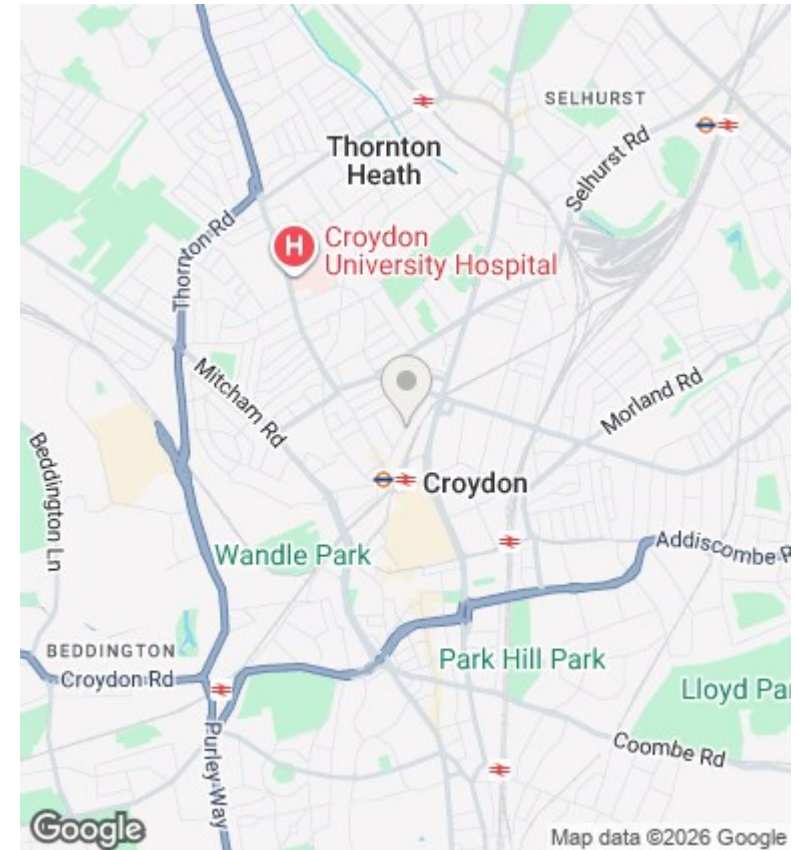 SELHURST
Thornton
Heath
Selhurst Rd
Thornton Rd
H
Croydon
University Hospital
Mitcham Rd
Morland Rd
Beddington Ln
Croydon
Wandle Park
Addiscombe R
BEDDINGTON
Croydon Rd
Park Hill Park
Lloyd Par
Purley Way
Coombe Rd
Google
Map data ©2026 Google